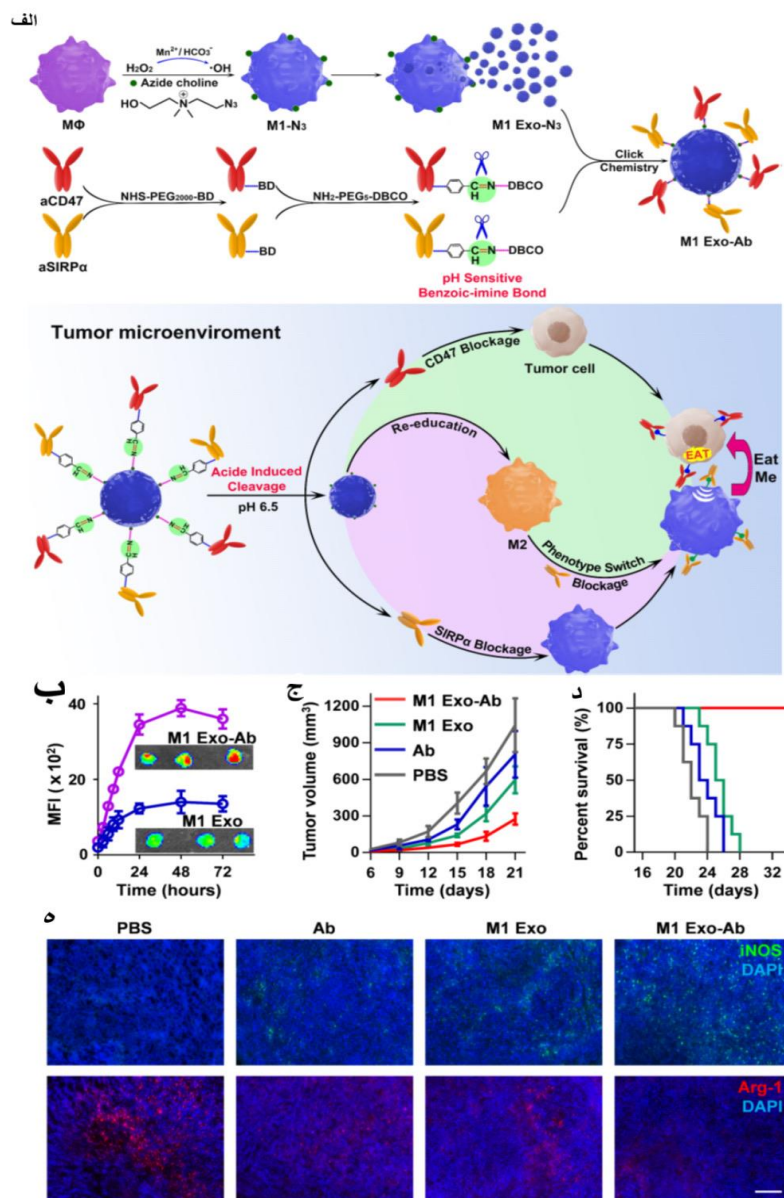 الف
Mn²⁺/HCO₃⁻
H₂O₂ ·OH
Azide choline
HO N⊕ N₃
MΦ
M1-N₃
M1 Exo-N₃
Click
Chemistry
M1 Exo-Ab
aCD47
NHS-PEG₂₀₀₀-BD
BD
NH₂-PEG₅-DBCO
C=N-DBCO
H
aSIRPα
BD
C=N-DBCO
H
pH Sensitive
Benzoic-imine Bond
Tumor microenviroment
Acide Induced
Cleavage
pH 6.5
CD47 Blockage
Tumor cell
Re-education
M2
Phenotype Switch
Blockage
SIRPα Blockage
EAT
Eat
Me
ب
MFI ( x 10²)
40
20
0
M1 Exo-Ab
M1 Exo
0 24 48 72
Time (hours)
ج
Tumor volume (mm³)
1200
900
600
300
0
M1 Exo-Ab
M1 Exo
Ab
PBS
6 9 12 15 18 21
Time (days)
د
Percent survival (%)
100
75
50
25
0
16 20 24 28 32
Time (days)
ه
PBS Ab M1 Exo M1 Exo-Ab
iNOS
DAPI
Arg-1
DAPI